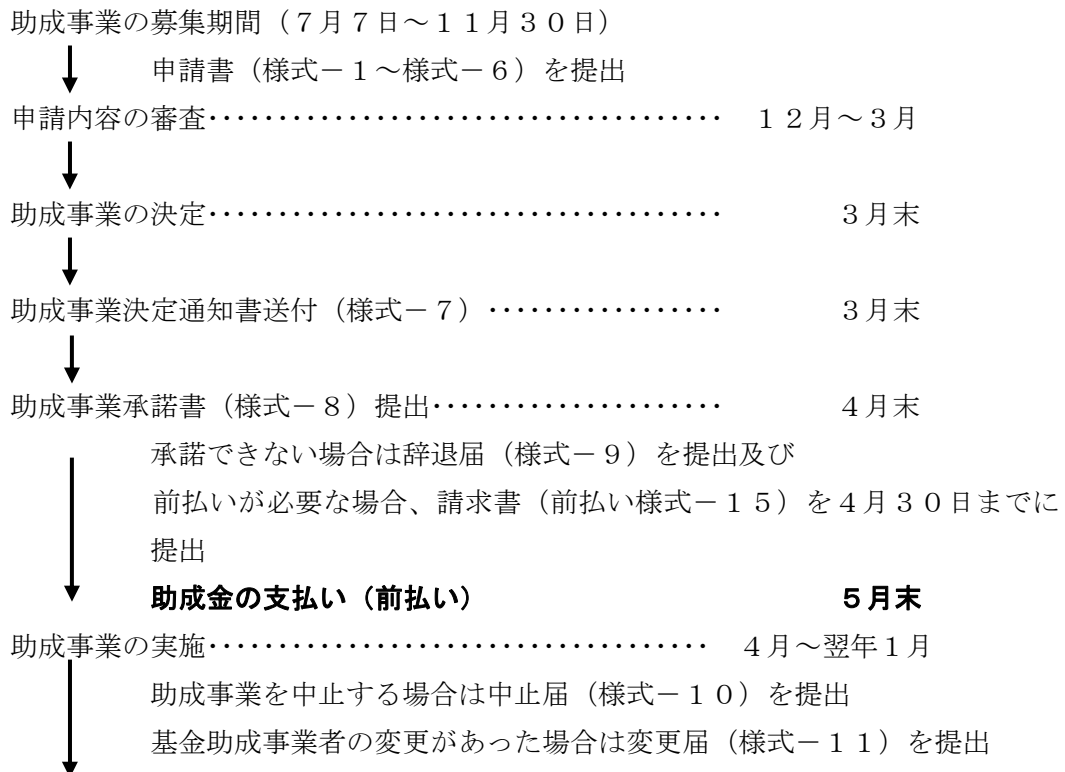 助成事業の募集期間（７月７日～１１月３０日）
申請書（様式－１～様式－６）を提出
申請内容の審査‥‥‥‥‥‥‥‥‥‥‥‥‥‥‥‥‥‥ １２月～３月
助成事業の決定‥‥‥‥‥‥‥‥‥‥‥‥‥‥‥‥‥‥ ３月末
助成事業決定通知書送付（様式－７）‥‥‥‥‥‥‥‥ ３月末
助成事業承諾書（様式－８）提出‥‥‥‥‥‥‥‥‥‥ ４月末
承諾できない場合は辞退届（様式－９）を提出及び
前払いが必要な場合、請求書（前払い様式－１５）を４月３０日までに
提出
助成金の支払い（前払い） ５月末
助成事業の実施‥‥‥‥‥‥‥‥‥‥‥‥‥‥‥‥‥ ４月～翌年１月
助成事業を中止する場合は中止届（様式－１０）を提出
基金助成事業者の変更があった場合は変更届（様式－１１）を提出